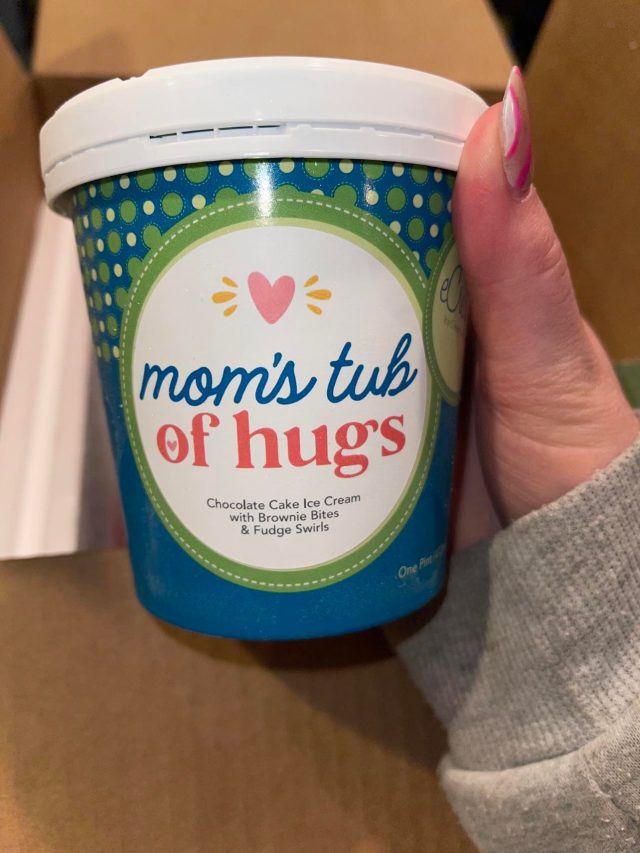 mom's tub
of hugs
Chocolate Cake Ice Cream
with Brownie Bites
& Fudge Swirls
One Pint